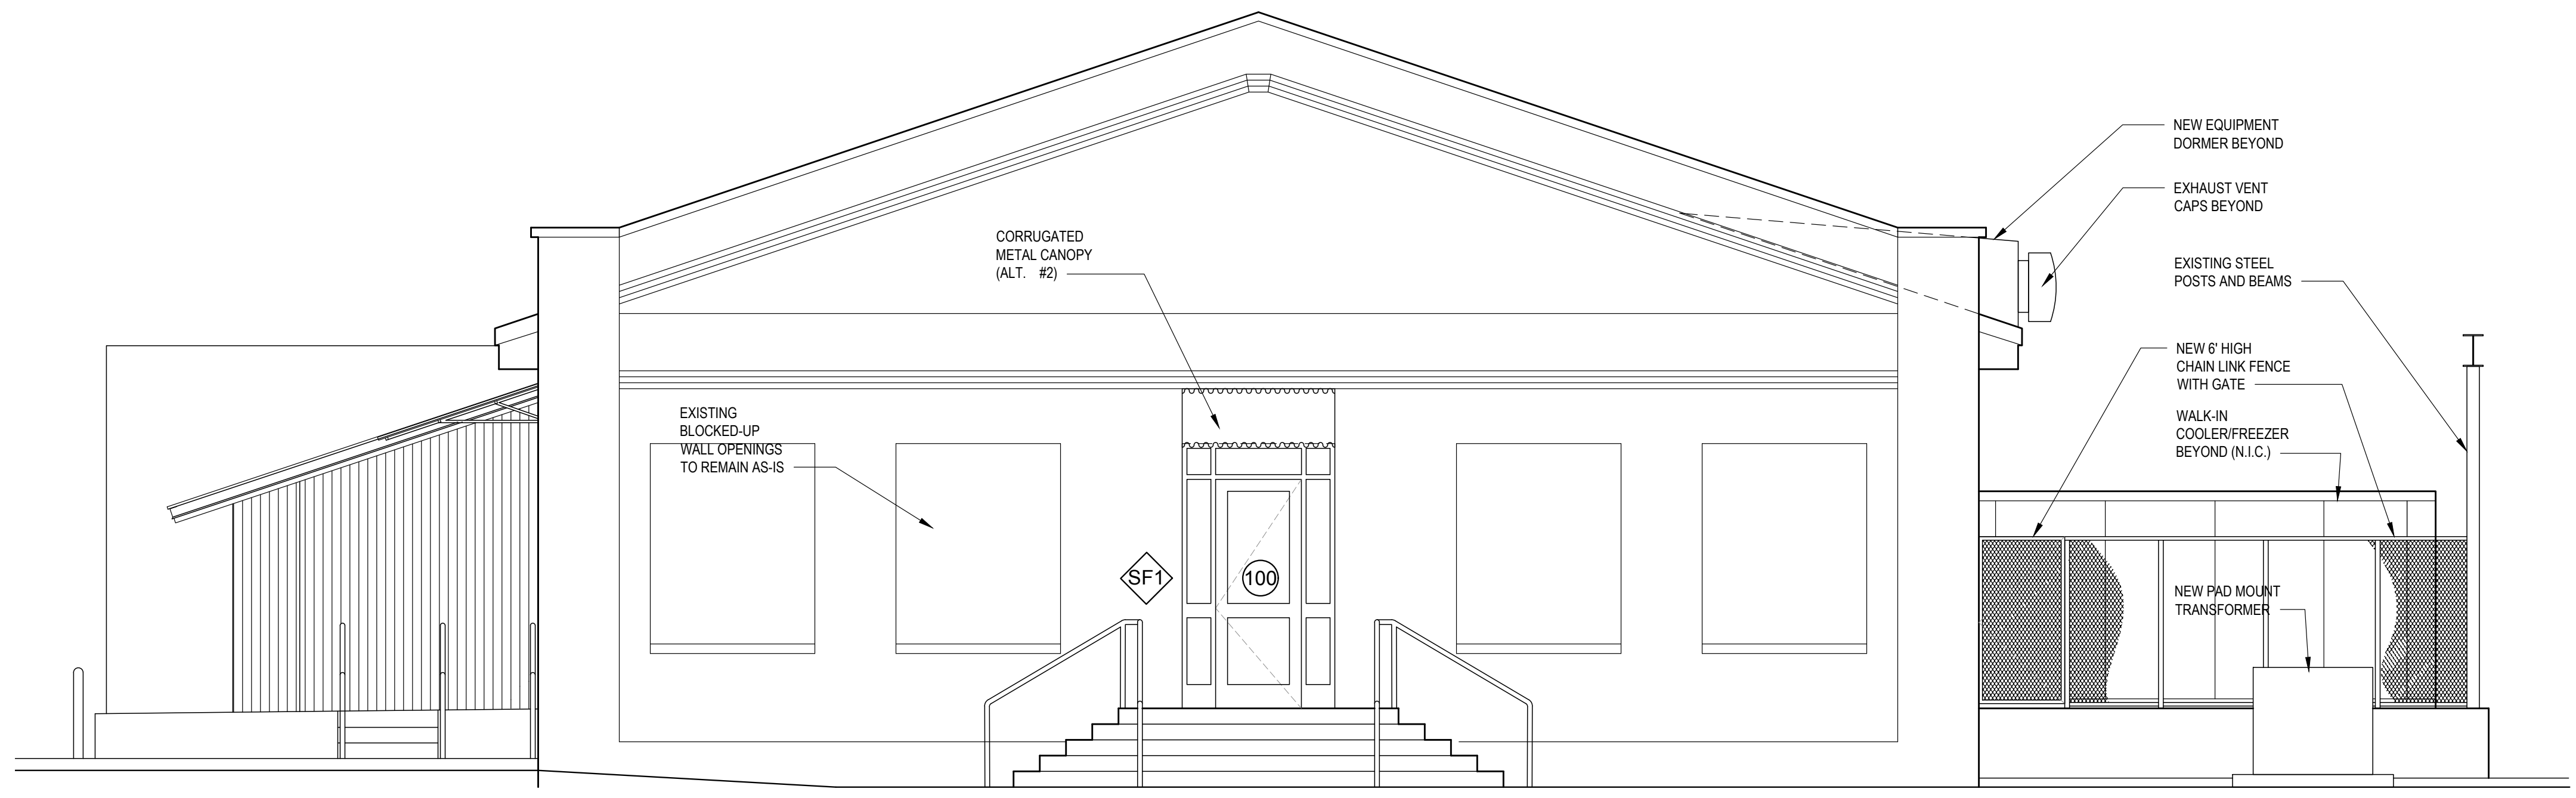 NEW EQUIPMENT
DORMER BEYOND
EXHAUST VENT
CAPS BEYOND
CORRUGATED
METAL CANOPY
(ALT. #2)
EXISTING STEEL
POSTS AND BEAMS
NEW 6' HIGH
CHAIN LINK FENCE
WITH GATE
EXISTING
BLOCKED-UP
WALL OPENINGS
TO REMAIN AS-IS
WALK-IN
COOLER/FREEZER
BEYOND (N.I.C.)
SF1
100
NEW PAD MOUNT
TRANSFORMER